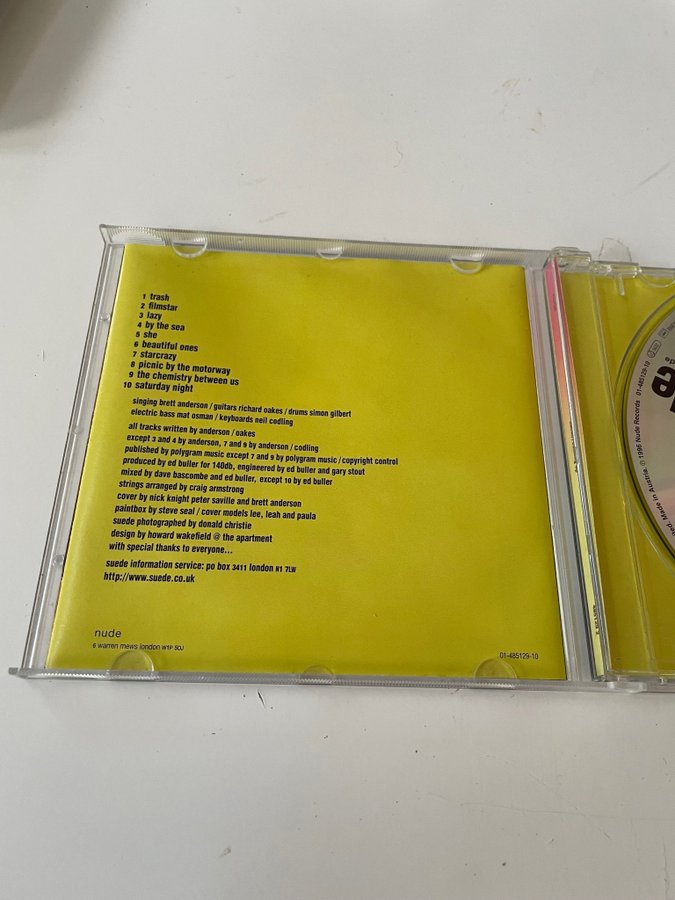 1 trash
2 filmstar
3 lazy
4 by the sea
5 she
6 beautiful ones
7 starcrazy
8 picnic by the motorway
9 the chemistry between us
10 saturday night
singing brett anderson / guitars richard oakes / drums simon gilbert
electric bass mat osman / keyboards neil codling
all tracks written by anderson / oakes
except 3 and 4 by anderson, 7 and 9 by anderson / codling
published by polygram music except 7 and 9 by polygram music / copyright control
produced by ed buller for 140db, engineered by ed buller and gary stout
mixed by dave bascombe and ed buller, except 10 by ed buller
strings arranged by craig armstrong
cover by nick knight peter saville and brett anderson
paintbox by steve seal / cover models lee, leah and paula
suede photographed by donald christie
design by howard wakefield @ the apartment
with special thanks to everyone...
suede information service: po box 3411 london N1 7LW
http://www.suede.co.uk
nude
6 warren mews london W1P 5DJ
01-485129-10
Made in Austria. ℗ 1996 Nude Records 01-485129-10